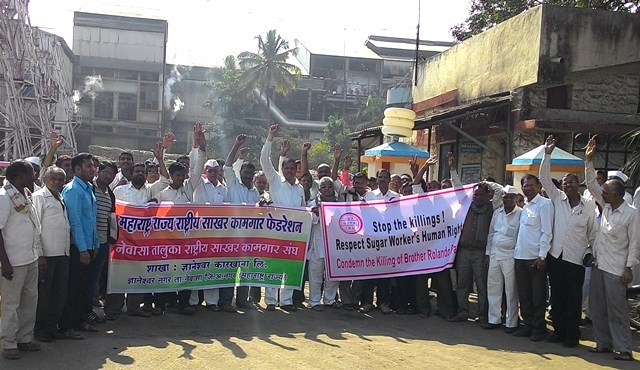 महाराष्ट्र राज्य राष्ट्रीय साखर कामगार फेडरेशन
नेवासा तालुका राष्ट्रीय साखर कामगार संघ
शाखा : ज्ञानेश्वर कारखाना लि.
Stop the killings !
Respect Sugar Worker's Human
Condemn the Killing of Brother Rolando